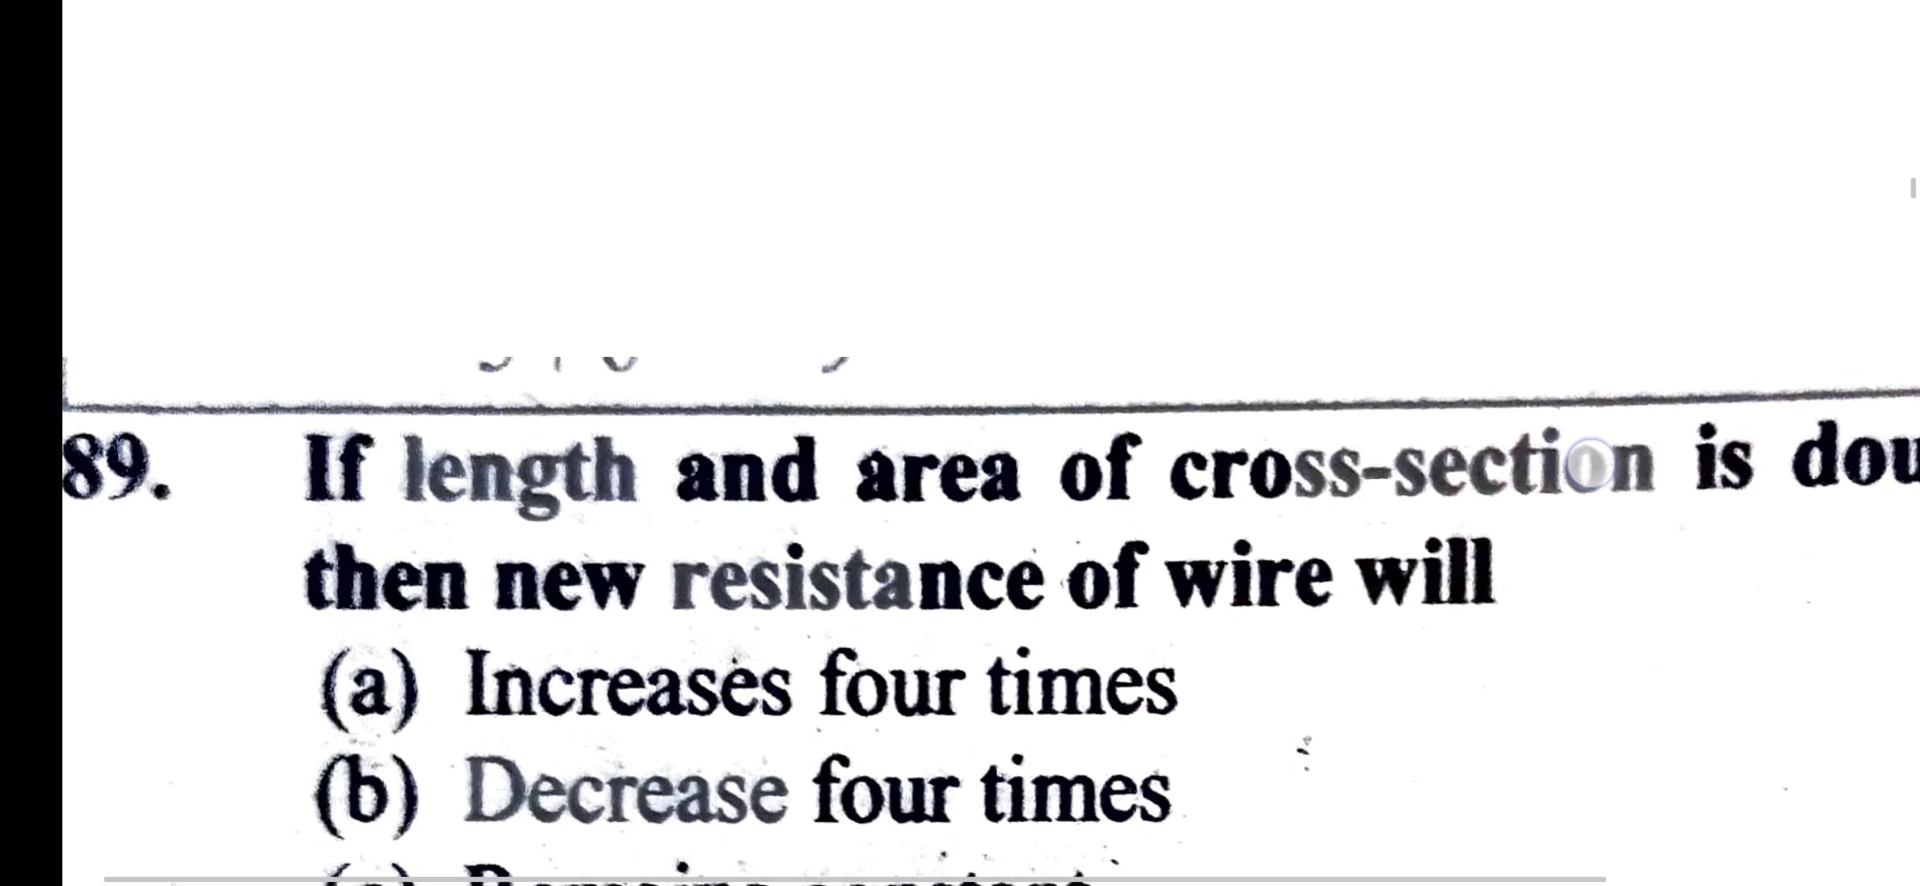 89. If length and area of cross-section is dou
then new resistance of wire will
(a) Increases four times
(b) Decrease four times